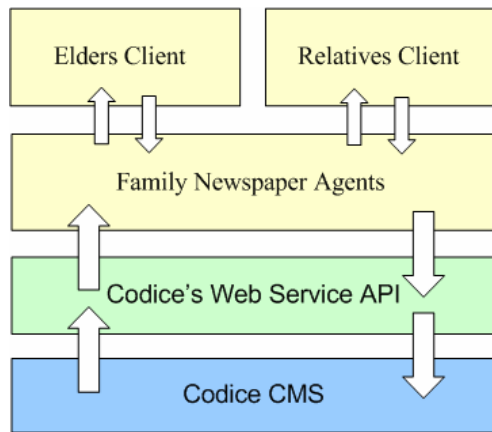 Elders Client
Relatives Client
Family Newspaper Agents
Codice's Web Service API
Codice CMS